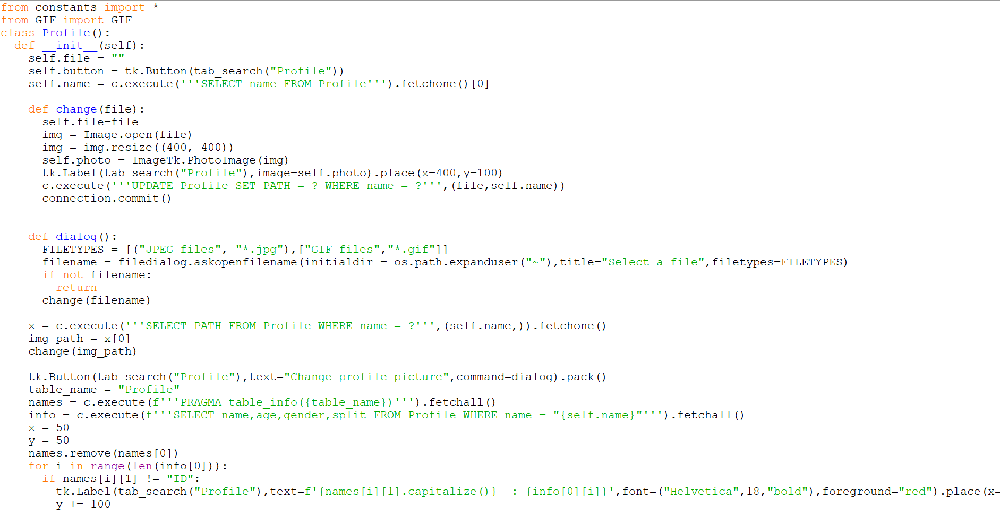 from constants import *
from GIF import GIF
class Profile():
  def __init__(self):
    self.file = ""
    self.button = tk.Button(tab_search("Profile"))
    self.name = c.execute('''SELECT name FROM Profile''').fetchone()[0]

    def change(file):
      self.file=file
      img = Image.open(file)
      img = img.resize((400, 400))
      self.photo = ImageTk.PhotoImage(img)
      tk.Label(tab_search("Profile"),image=self.photo).place(x=400,y=100)
      c.execute('''UPDATE Profile SET PATH = ? WHERE name = ?''',(file,self.name))
      connection.commit()


    def dialog():
      FILETYPES = [("JPEG files", "*.jpg"),["GIF files","*.gif"]]
      filename = filedialog.askopenfilename(initialdir = os.path.expanduser("~"),title="Select a file",filetypes=FILETYPES)
      if not filename:
        return
      change(filename)

    x = c.execute('''SELECT PATH FROM Profile WHERE name = ?''',(self.name,)).fetchone()
    img_path = x[0]
    change(img_path)

    tk.Button(tab_search("Profile"),text="Change profile picture",command=dialog).pack()
    table_name = "Profile"
    names = c.execute(f'''PRAGMA table_info({table_name})''').fetchall()
    info = c.execute(f'''SELECT name,age,gender,split FROM Profile WHERE name = "{self.name}"''').fetchall()
    x = 50
    y = 50
    names.remove(names[0])
    for i in range(len(info[0])):
      if names[i][1] != "ID":
        tk.Label(tab_search("Profile"),text=f'{names[i][1].capitalize()}  : {info[0][i]}',font=("Helvetica",18,"bold"),foreground="red").place(x=
        y += 100